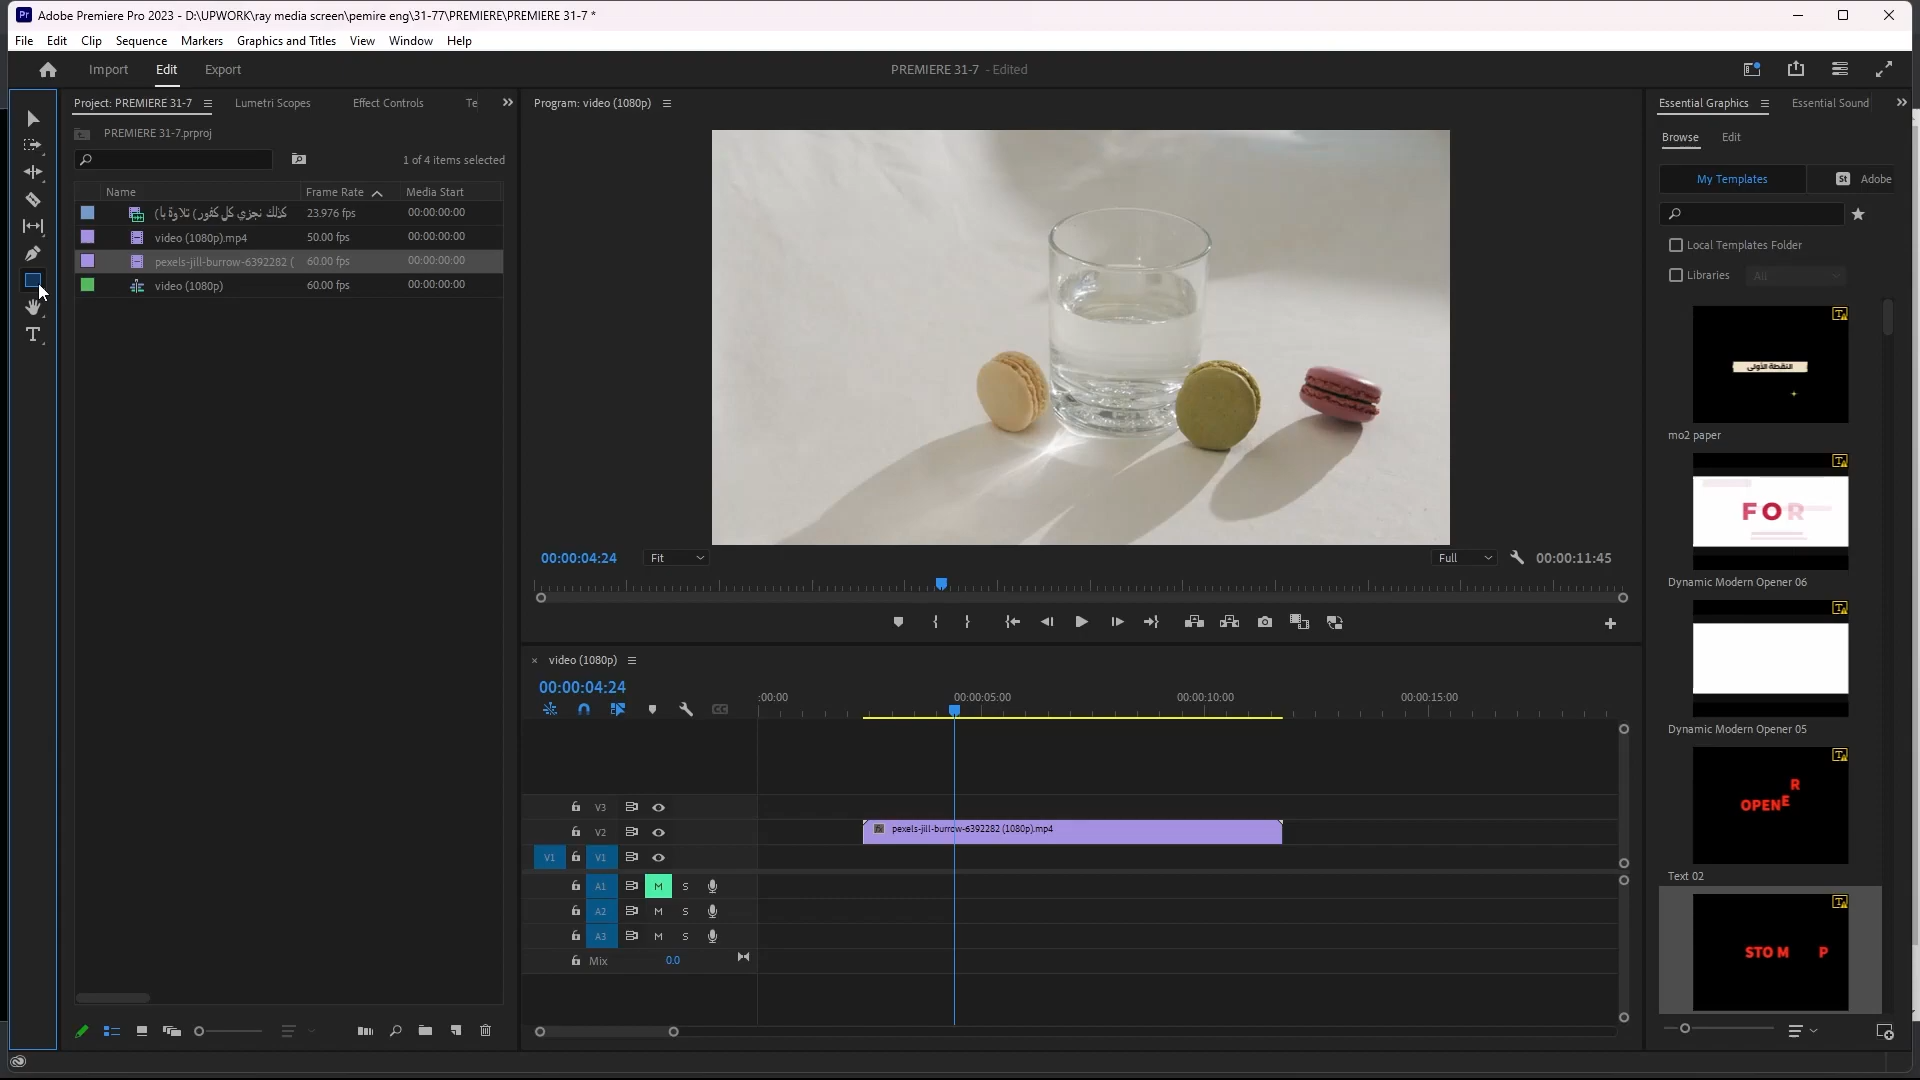 Adobe Premiere Pro 2023 - D:\UPWORK\ray media screen\pemire eng\31-77\PREMIERE\PREMIERE 31-7 *
File Edit Clip Sequence Markers Graphics and Titles View Window Help
Import Edit Export
PREMIERE 31-7 - Edited
Project: PREMIERE 31-7 Lumetri Scopes Effect Controls Te
Program: video (1080p)
Essential Graphics Essential Sound
PREMIERE 31-7.prproj
Browse Edit
1 of 4 items selected
My Templates St Adobe
Name Frame Rate Media Start
كذلك نجزي كل كفور) تلاوة با) 23.976 fps 00:00:00:00
video (1080p).mp4 50.00 fps 00:00:00:00
pexels-jill-burrow-6392282 ( 60.00 fps 00:00:00:00
video (1080p) 60.00 fps 00:00:00:00
Local Templates Folder
Libraries All
النقطة الأولى
mo2 paper
FOR
Dynamic Modern Opener 06
Dynamic Modern Opener 05
OPENER
Text 02
STOM P
00:00:04:24 Fit Full 00:00:11:45
video (1080p)
00:00:04:24
:00:00 00:00:05:00 00:00:10:00 00:00:15:00
V3
V2 pexels-jill-burrow-6392282 (1080p).mp4
V1 V1
A1 M S
A2 M S
A3 M S
Mix 0.0